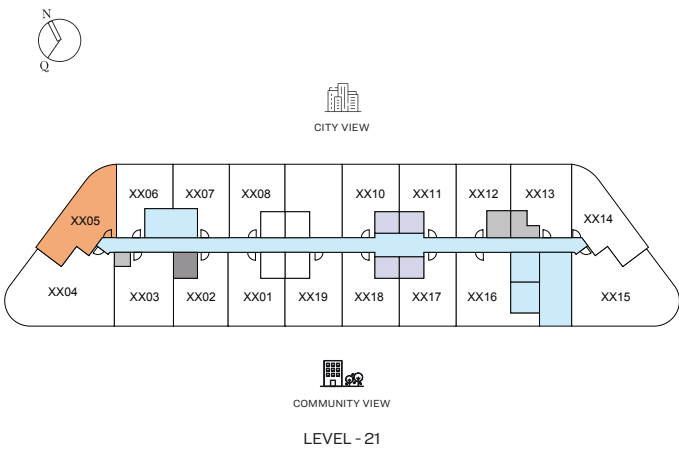 N
Q
CITY VIEW
XX06 XX07 XX08 XX10 XX11 XX12 XX13
XX05 XX14
XX04 XX03 XX02 XX01 XX19 XX18 XX17 XX16 XX15
COMMUNITY VIEW
LEVEL - 21